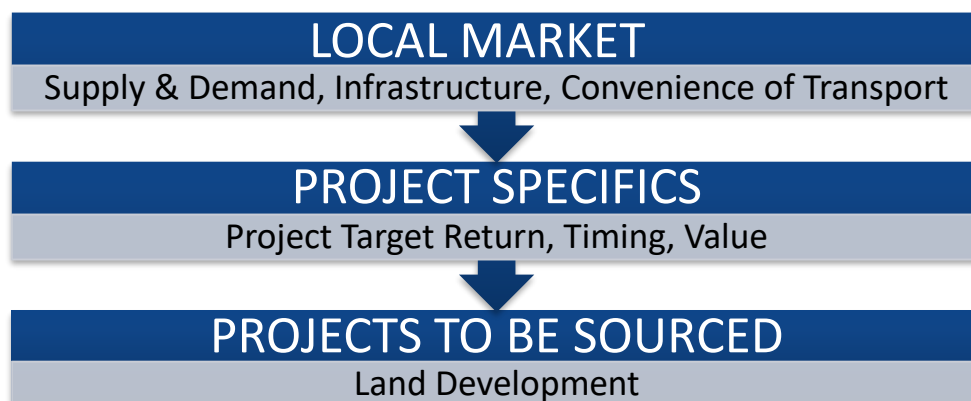 LOCAL MARKET
Supply & Demand, Infrastructure, Convenience of Transport
PROJECT SPECIFICS
Project Target Return, Timing, Value
PROJECTS TO BE SOURCED
Land Development